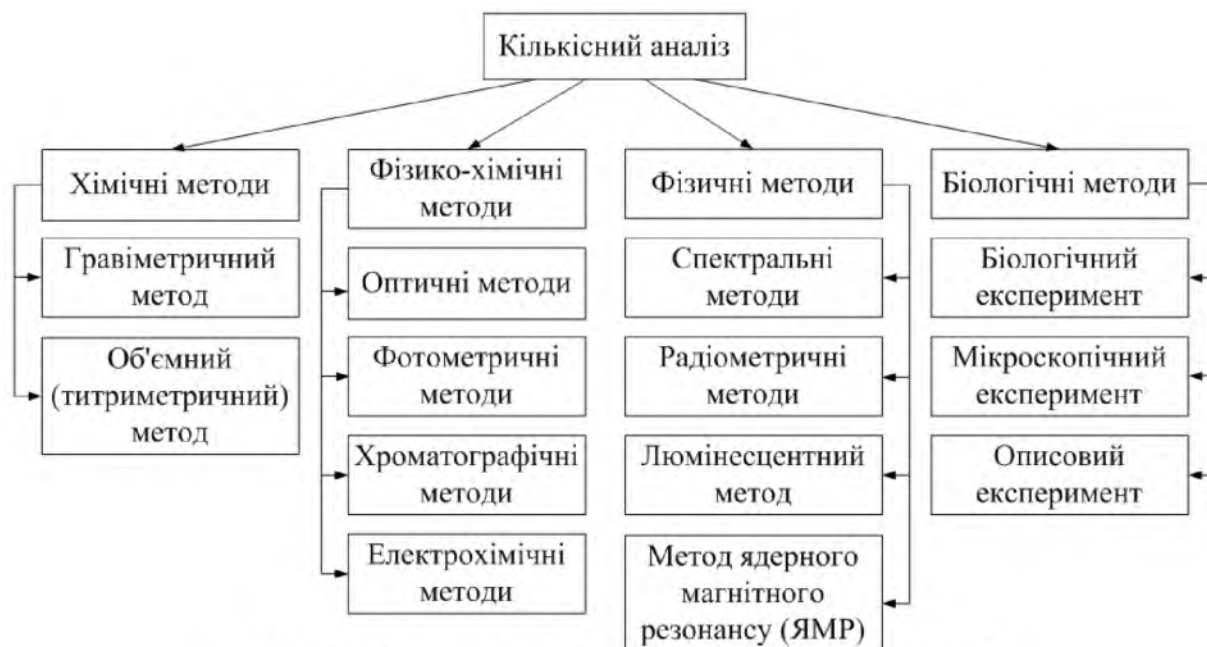 Кількісний аналіз
Хімічні методи
Гравіметричний
метод
Об'ємний
(титриметричний)
метод
Фізико-хімічні
методи
Оптичні методи
Фотометричні
методи
Хроматографічні
методи
Електрохімічні
методи
Фізичні методи
Спектральні
методи
Радіометричні
методи
Люмінесцентний
метод
Метод ядерного
магнітного
резонансу (ЯМР)
Біологічні методи
Біологічний
експеримент
Мікроскопічний
експеримент
Описовий
експеримент